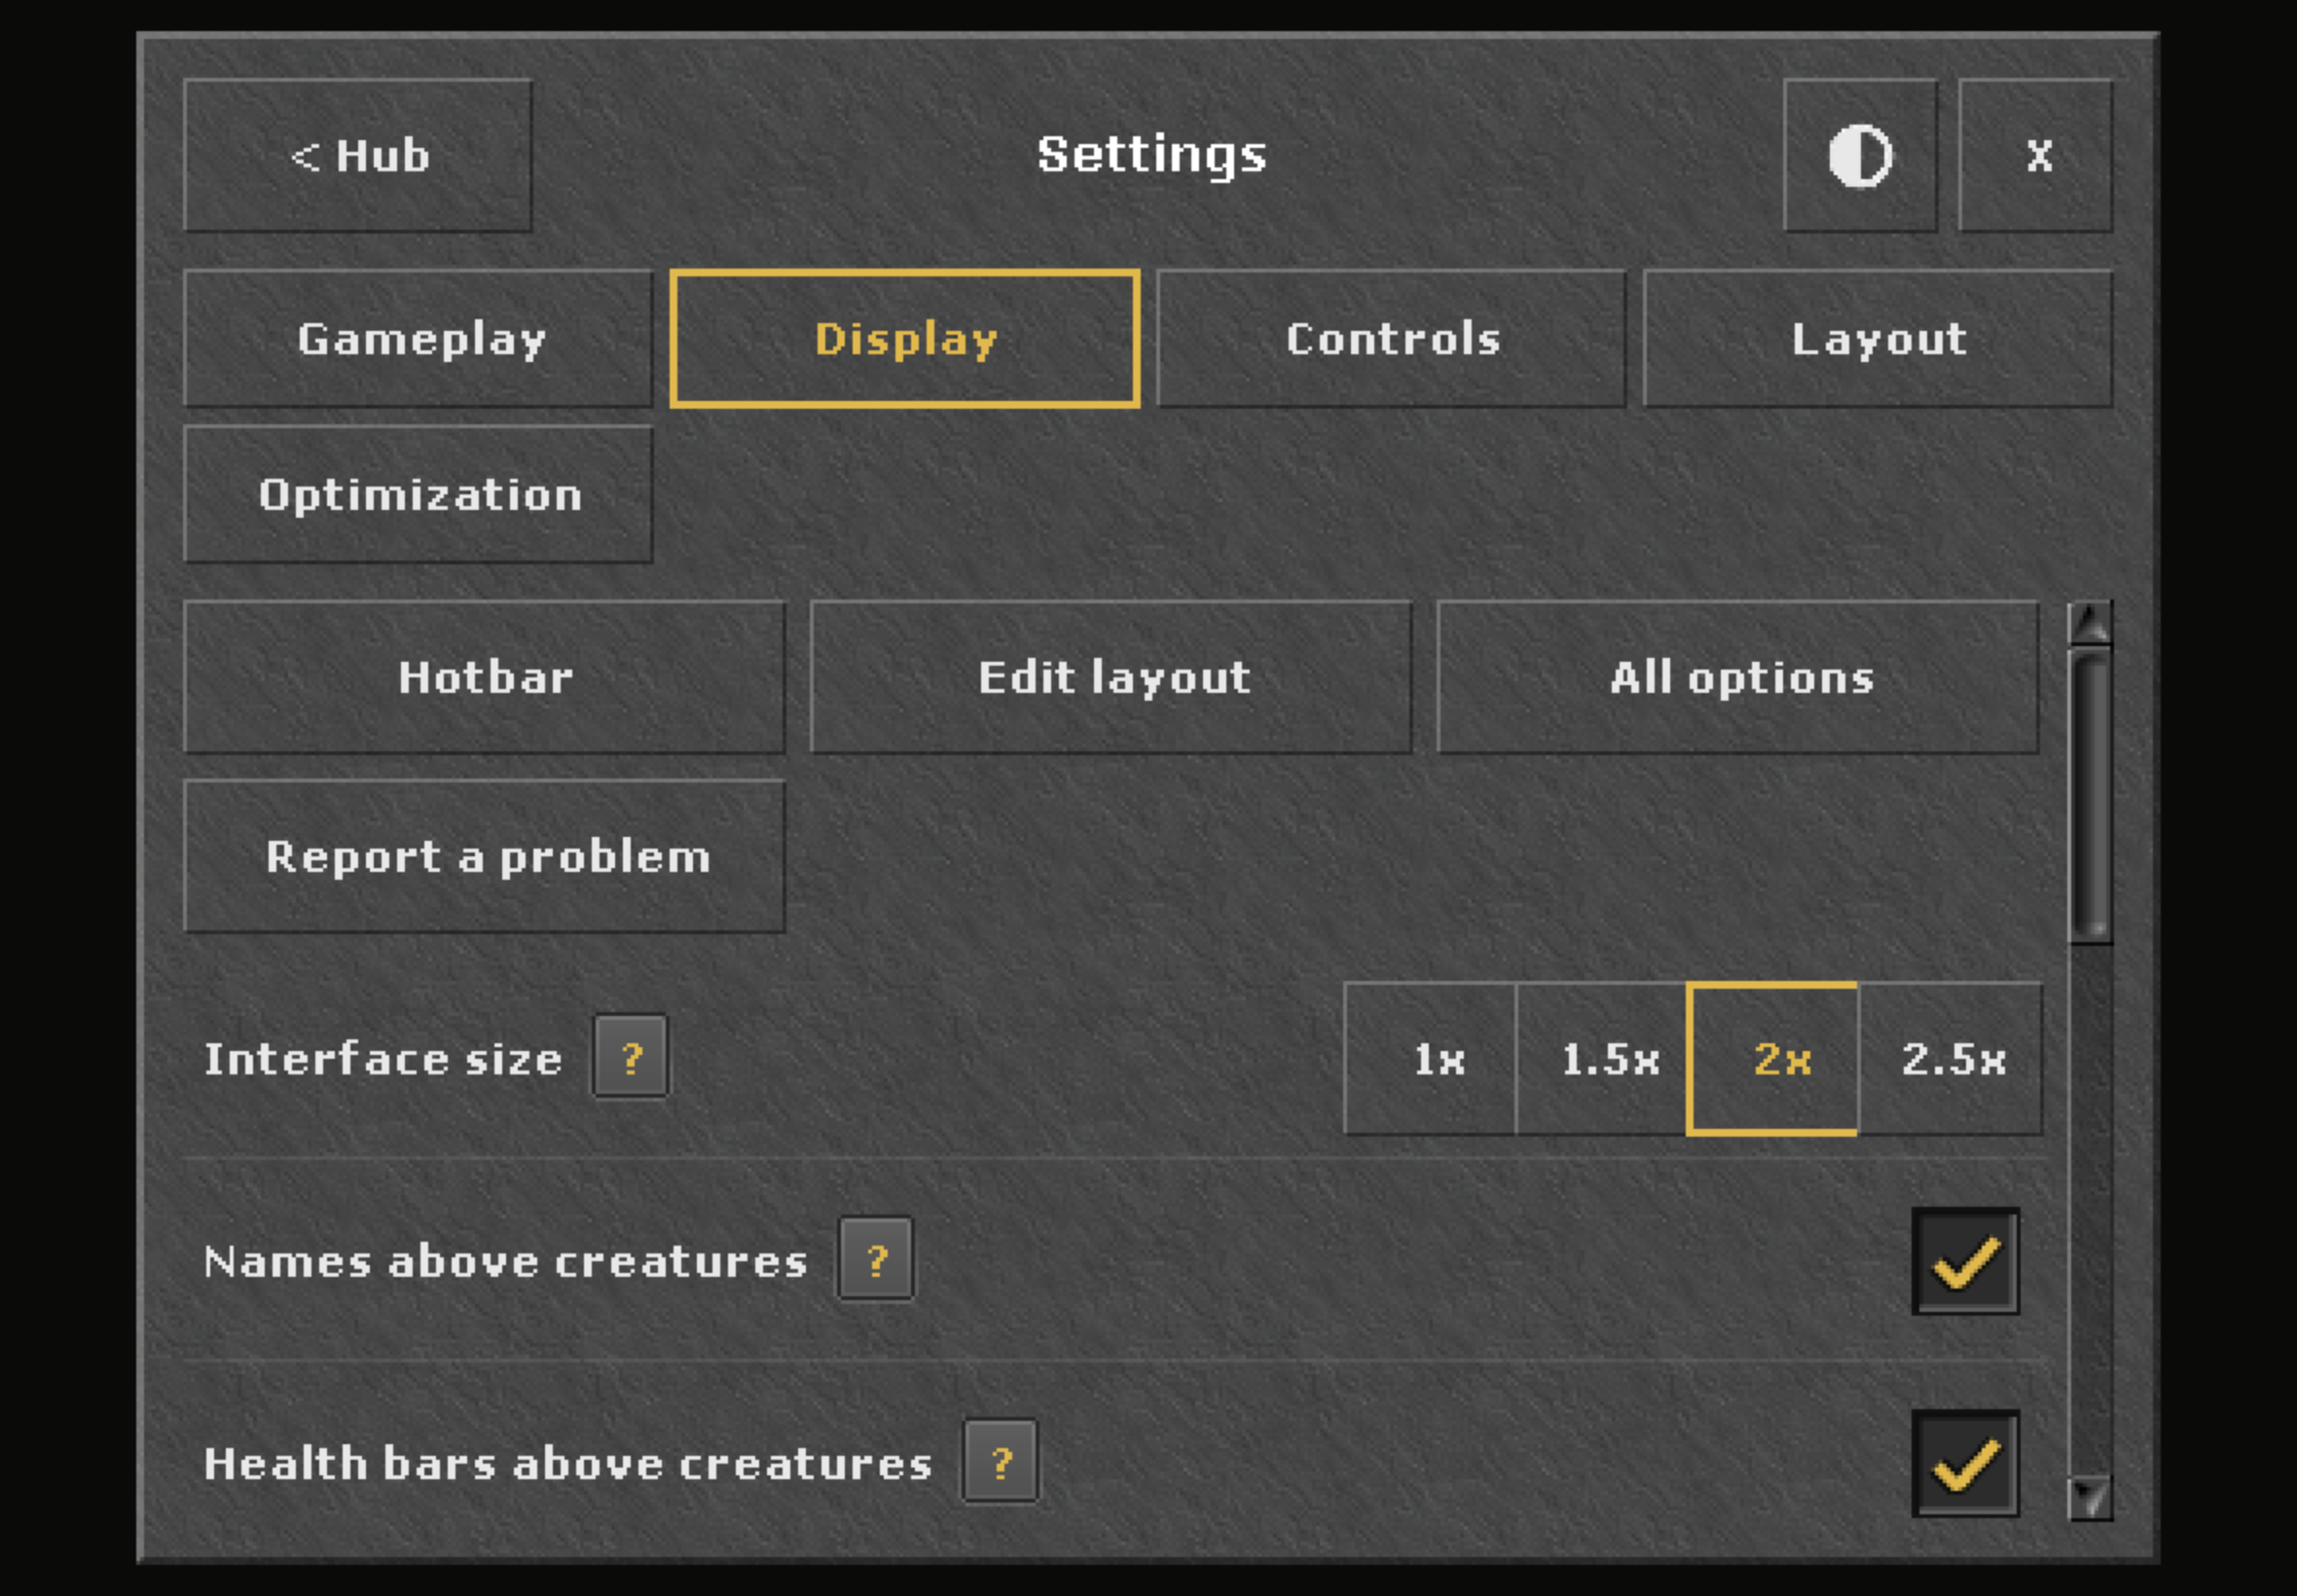 < Hub
Settings
X
Gameplay
Display
Controls
Layout
Optimization
Hotbar
Edit layout
All options
Report a problem
Interface size ?
1x 1.5x 2x 2.5x
Names above creatures ?
Health bars above creatures ?